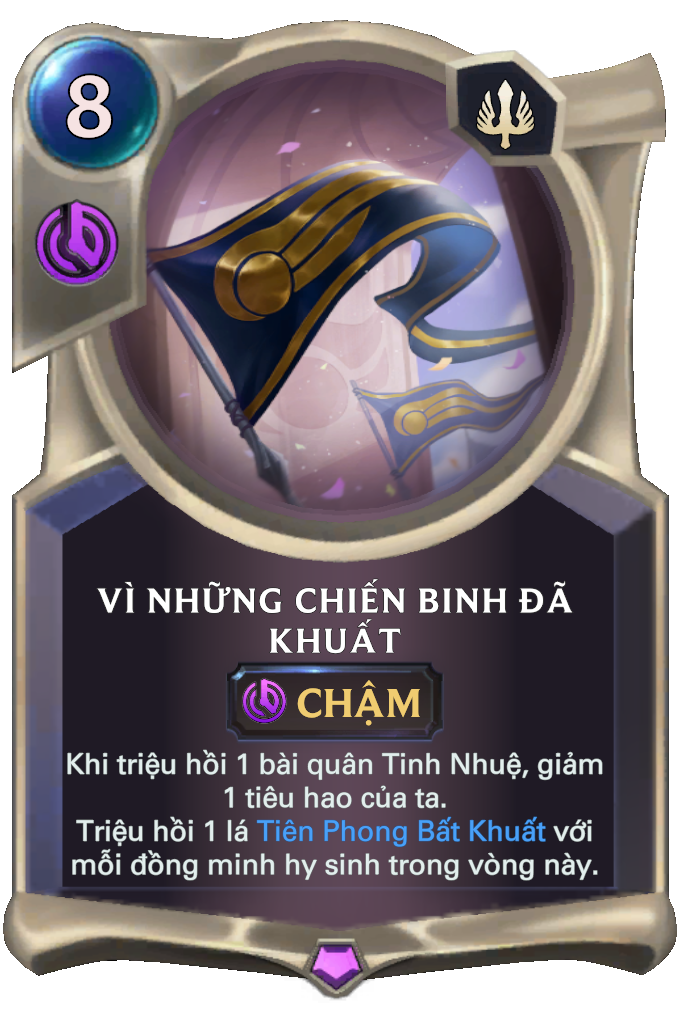 8
VÌ NHỮNG CHIẾN BINH ĐÃ
KHUẤT
CHẬM
Khi triệu hồi 1 bài quân Tinh Nhuệ, giảm
1 tiêu hao của ta.
Triệu hồi 1 lá Tiên Phong Bất Khuất với
mỗi đồng minh hy sinh trong vòng này.